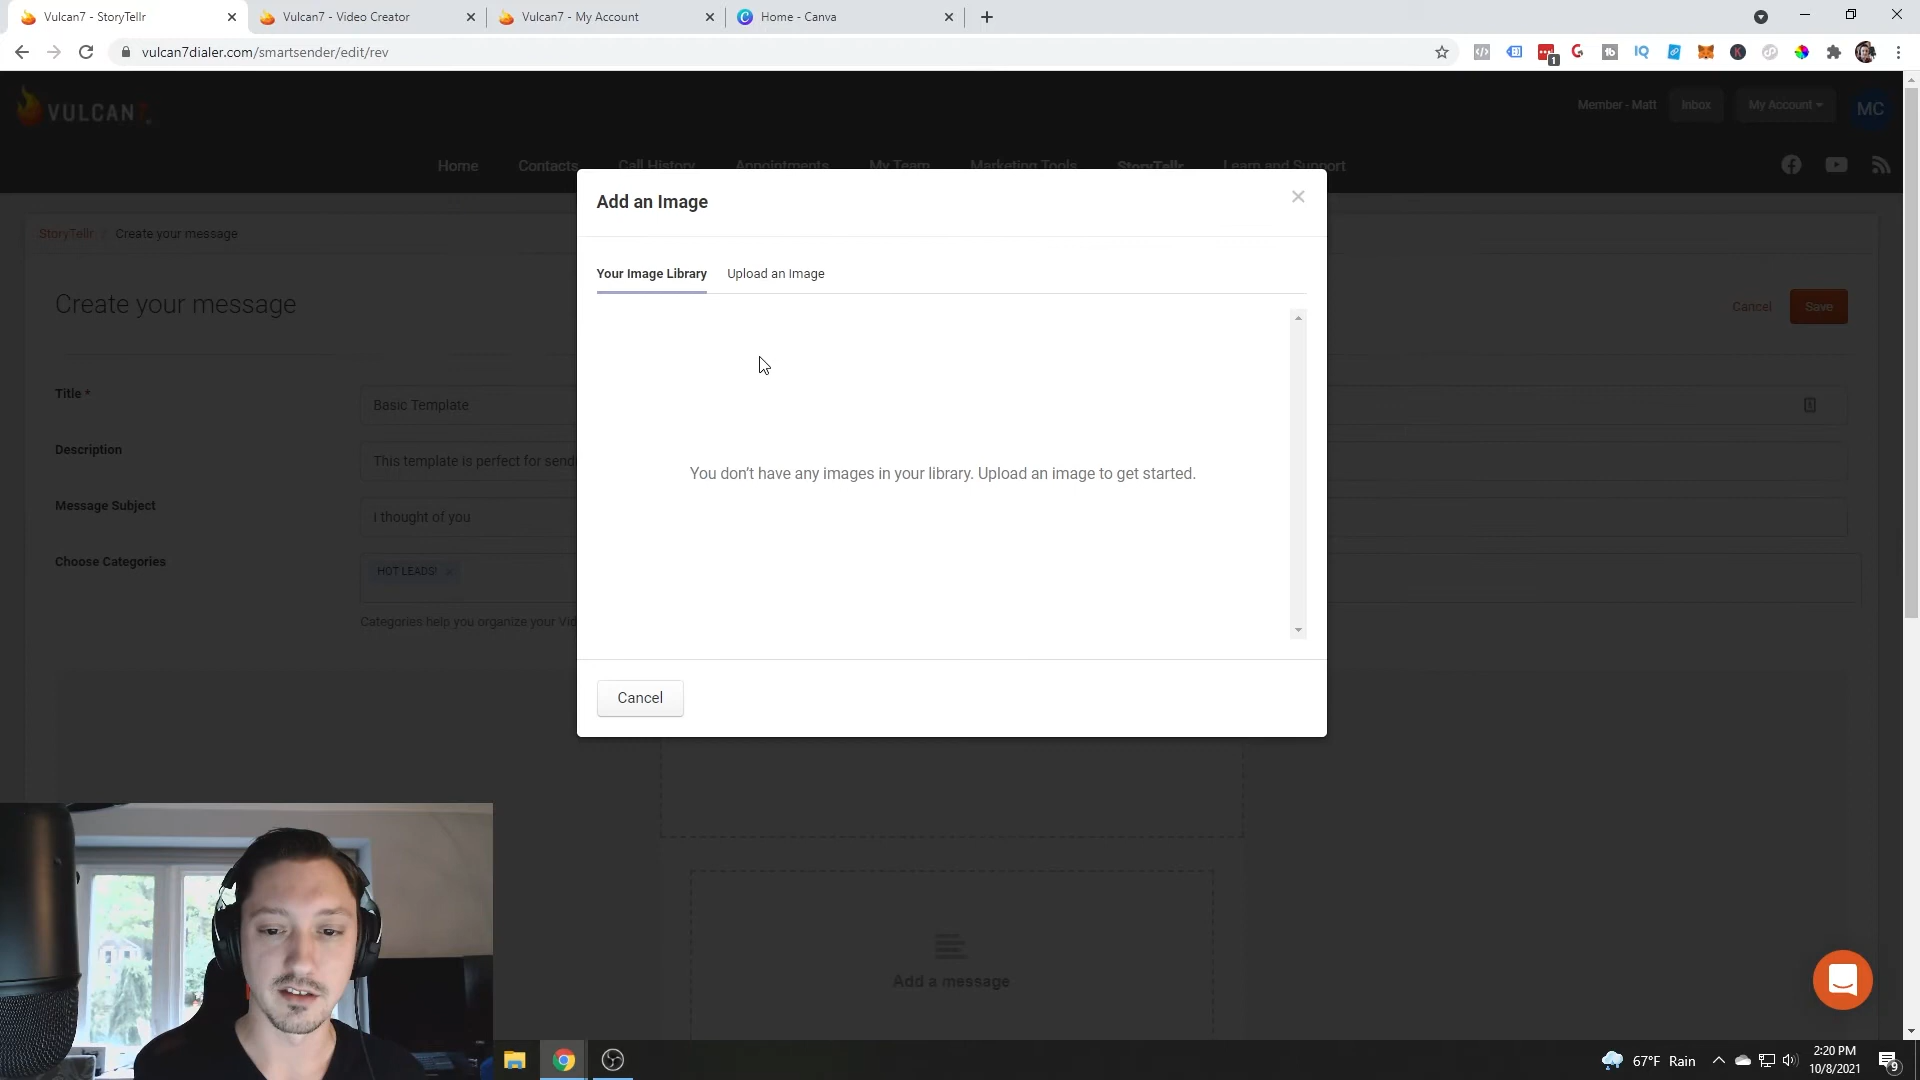 Vulcan7 - StoryTellr
Vulcan7 - Video Creator
Vulcan7 - My Account
Home - Canva
vulcan7dialer.com/smartsender/edit/rev
VULCAN7
Member - Matt
Inbox
My Account
MC
Home
Contacts
Call History
Appointments
My Team
Marketing Tools
StoryTellr
Learn and Support
Add an Image
StoryTellr
Create your message
Your Image Library
Upload an Image
Create your message
Cancel
Save
Title *
Basic Template
Description
This template is perfect for sendi
You don't have any images in your library. Upload an image to get started.
Message Subject
i thought of you
Choose Categories
HOT LEADS!
Categories help you organize your Vid
Cancel
Add a message
67°F Rain
2:20 PM
10/8/2021
9